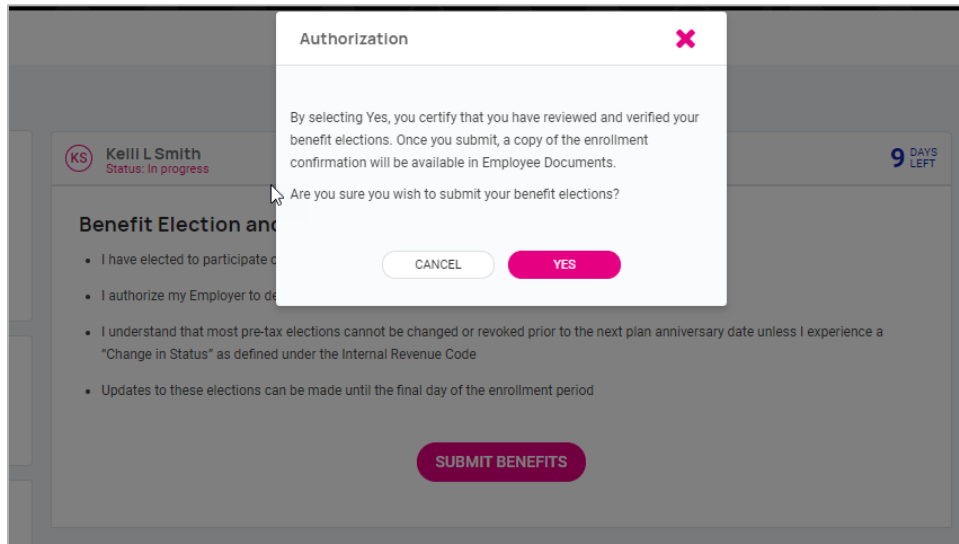 Authorization
By selecting Yes, you certify that you have reviewed and verified your
benefit elections. Once you submit, a copy of the enrollment
confirmation will be available in Employee Documents.
Are you sure you wish to submit your benefit elections?
CANCEL
YES
KS
Kelli L Smith
Status: In progress
9 DAYS
LEFT
Benefit Election and
• I have elected to participate
• I authorize my Employer to
• I understand that most pre-tax elections cannot be changed or revoked prior to the next plan anniversary date unless I experience a
"Change in Status" as defined under the Internal Revenue Code
• Updates to these elections can be made until the final day of the enrollment period
SUBMIT BENEFITS